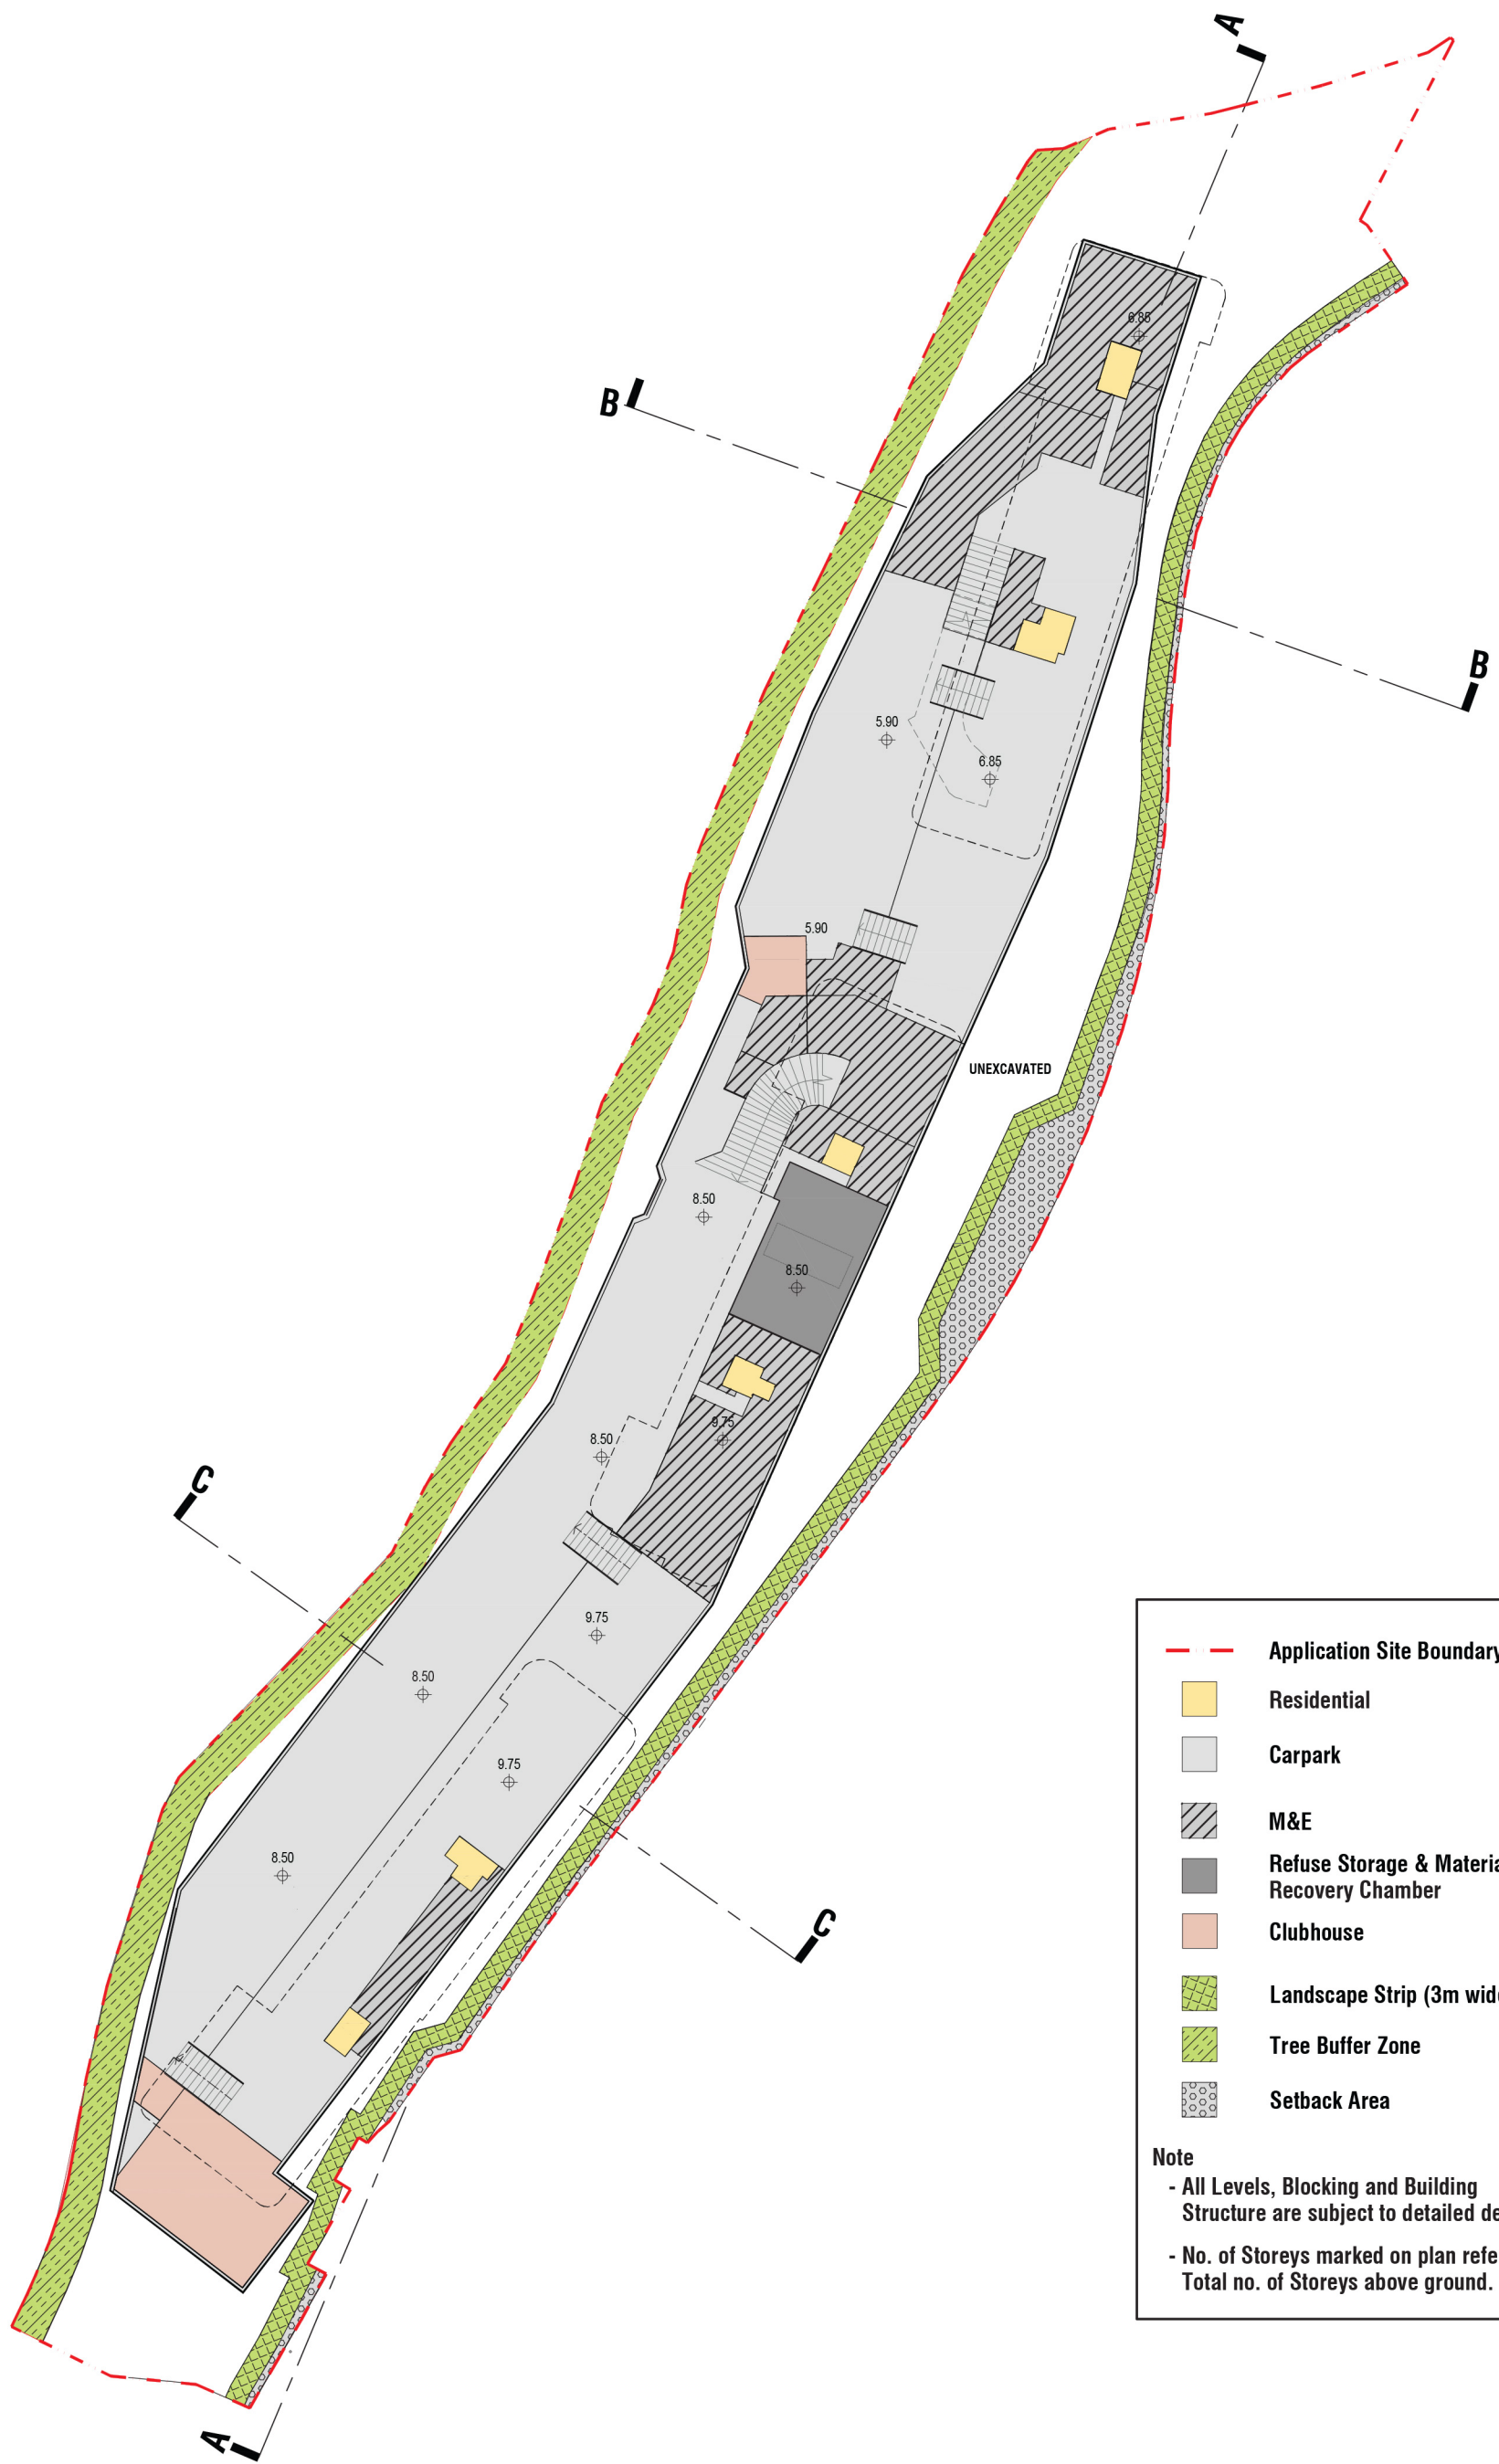 A
6.85
B
B
5.90
6.85
5.90
UNEXCAVATED
8.50
8.50
9.75
8.50
C
9.75
8.50
9.75
8.50
C
A
Application Site Boundary
Residential
Carpark
M&E
Refuse Storage & Materia
Recovery Chamber
Clubhouse
Landscape Strip (3m wid
Tree Buffer Zone
Setback Area
Note
- All Levels, Blocking and Building
Structure are subject to detailed de
- No. of Storeys marked on plan refe
Total no. of Storeys above ground.